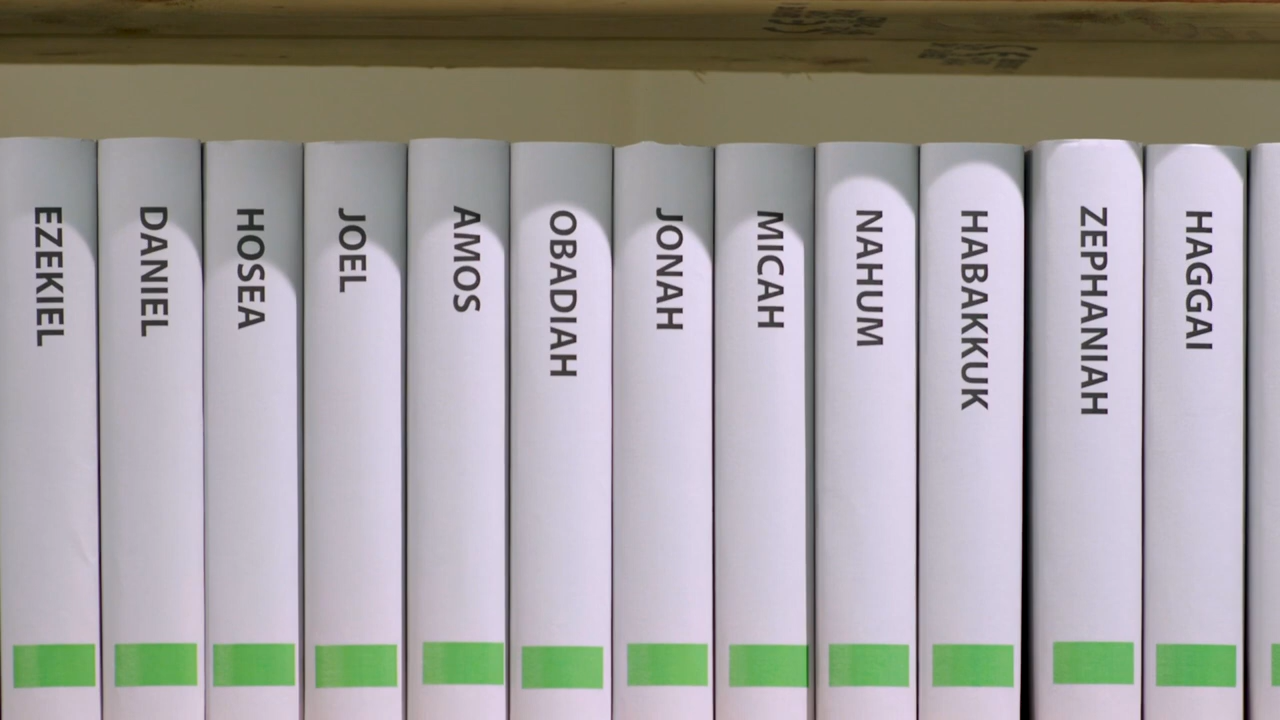 EZEKIEL
DANIEL
HOSEA
JOEL
AMOS
OBADIAH
JONAH
MICAH
NAHUM
HABAKKUK
ZEPHANIAH
HAGGAI